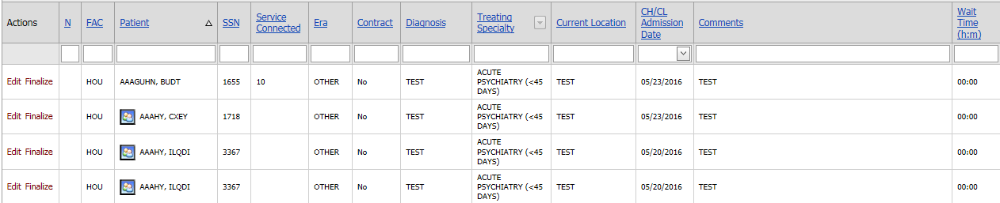 Actions N FAC Patient SSN Service Connected Era Contract Diagnosis Treating Specialty Current Location CH/CL Admission Date Comments Wait Time (h:m)
Edit Finalize HOU AAAGUHN, BUDT 1655 10 OTHER No TEST ACUTE PSYCHIATRY (<45 DAYS) TEST 05/23/2016 TEST 00:00
Edit Finalize HOU AAAHY, CXEY 1718 OTHER No TEST ACUTE PSYCHIATRY (<45 DAYS) TEST 05/23/2016 TEST 00:00
Edit Finalize HOU AAAHY, ILQDI 3367 OTHER No TEST ACUTE PSYCHIATRY (<45 DAYS) TEST 05/20/2016 TEST 00:00
Edit Finalize HOU AAAHY, ILQDI 3367 OTHER No TEST ACUTE PSYCHIATRY (<45 DAYS) TEST 05/20/2016 TEST 00:00